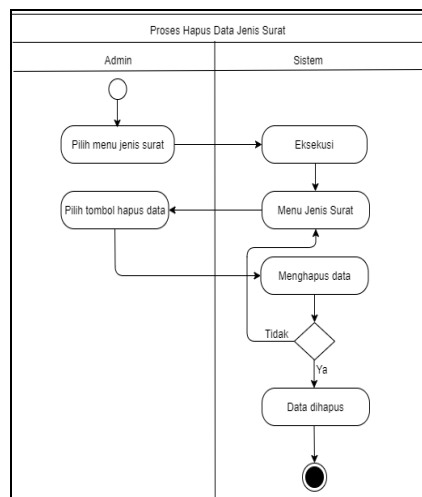 Proses Hapus Data Jenis Surat
Admin
Sistem
Pilih menu jenis surat
Eksekusi
Pilih tombol hapus data
Menu Jenis Surat
Menghapus data
Tidak
Ya
Data dihapus